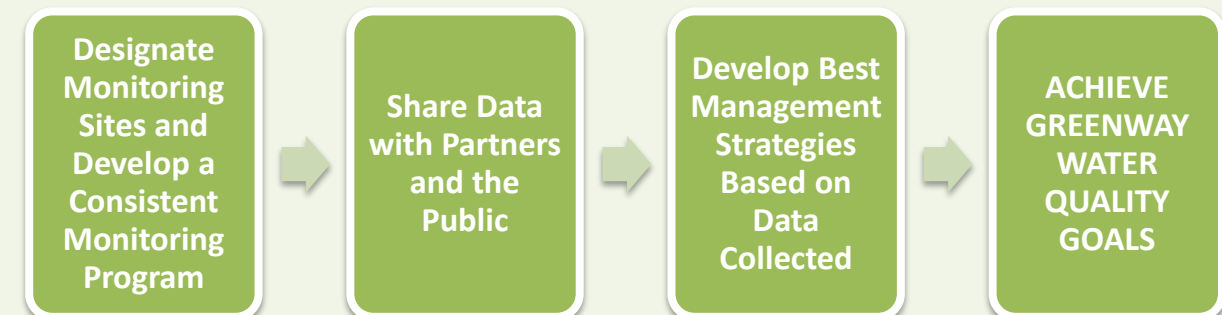 Designate
Monitoring
Sites and
Develop a
Consistent
Monitoring
Program
Share Data
with Partners
and the
Public
Develop Best
Management
Strategies
Based on
Data
Collected
ACHIEVE
GREENWAY
WATER
QUALITY
GOALS